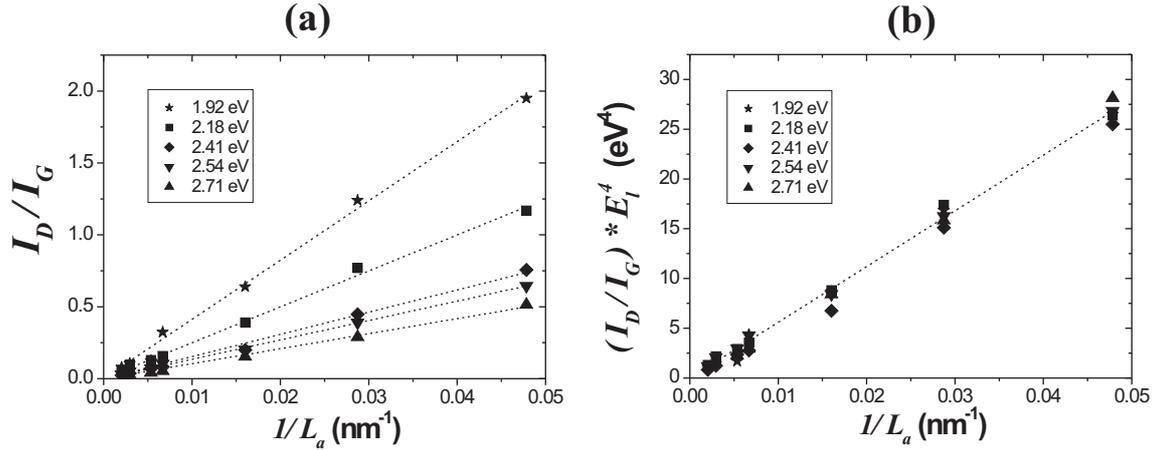 (a)
I_D/I_G
2.0
1.5
1.0
0.5
0.0
1.92 eV
2.18 eV
2.41 eV
2.54 eV
2.71 eV
0.00 0.01 0.02 0.03 0.04 0.05
1/L_a (nm⁻¹)
(b)
(I_D/I_G)*E_l⁴ (eV⁴)
30
25
20
15
10
5
0
1.92 eV
2.18 eV
2.41 eV
2.54 eV
2.71 eV
0.00 0.01 0.02 0.03 0.04 0.05
1/L_a (nm⁻¹)